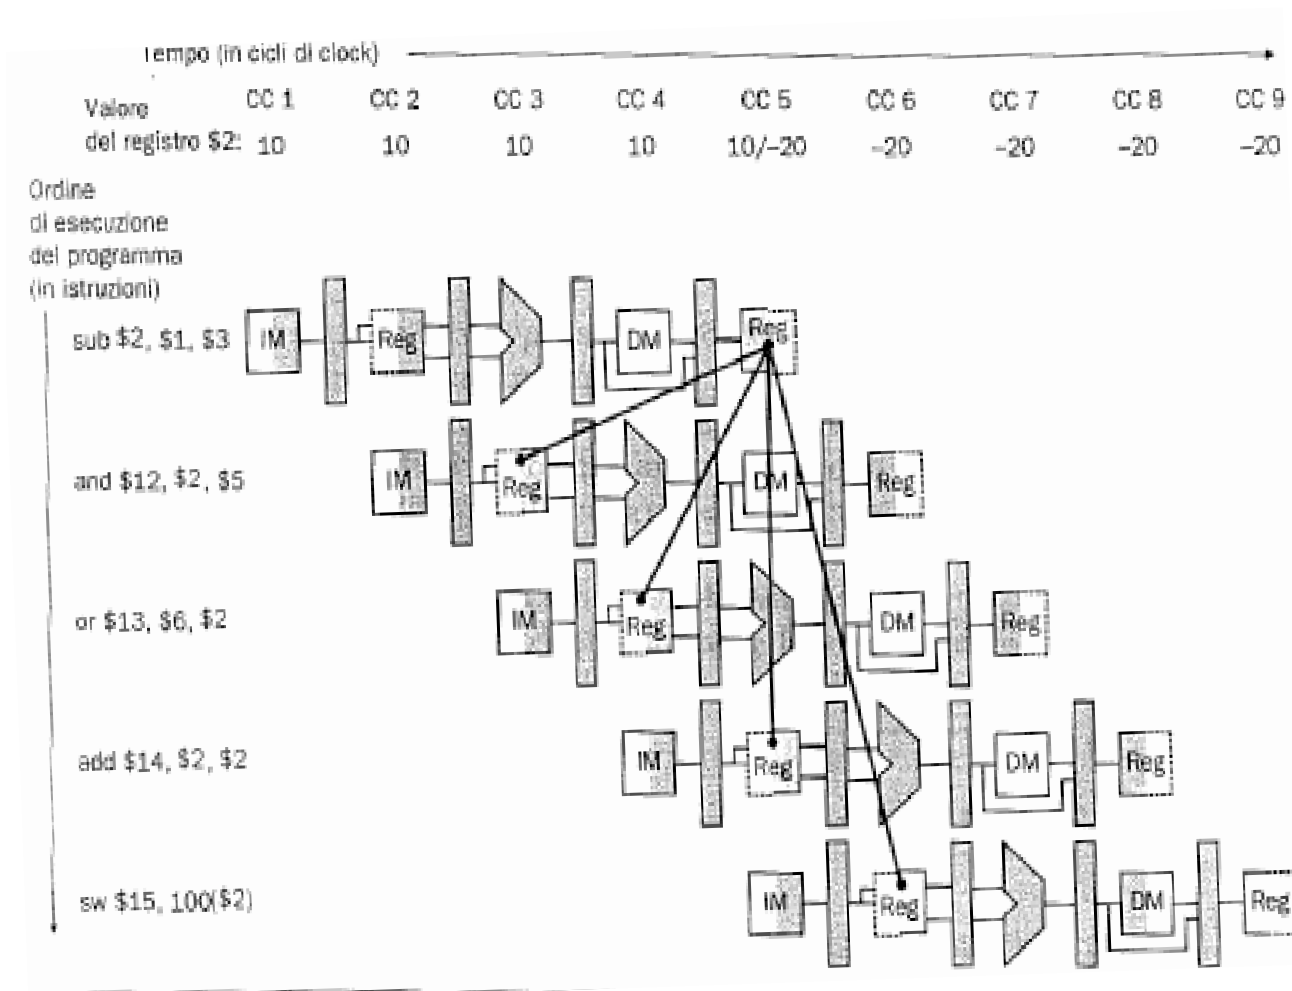 Tempo (in cicli di clock)
CC 1 CC 2 CC 3 CC 4 CC 5 CC 6 CC 7 CC 8 CC 9
Valore
del registro $2: 10 10 10 10 10/–20 –20 –20 –20 –20
Ordine
di esecuzione
del programma
(in istruzioni)
sub $2, $1, $3 IM Reg DM Reg
and $12, $2, $5 IM Reg DM Reg
or $13, $6, $2 IM Reg DM Reg
add $14, $2, $2 IM Reg DM Reg
sw $15, 100($2) IM Reg DM Reg